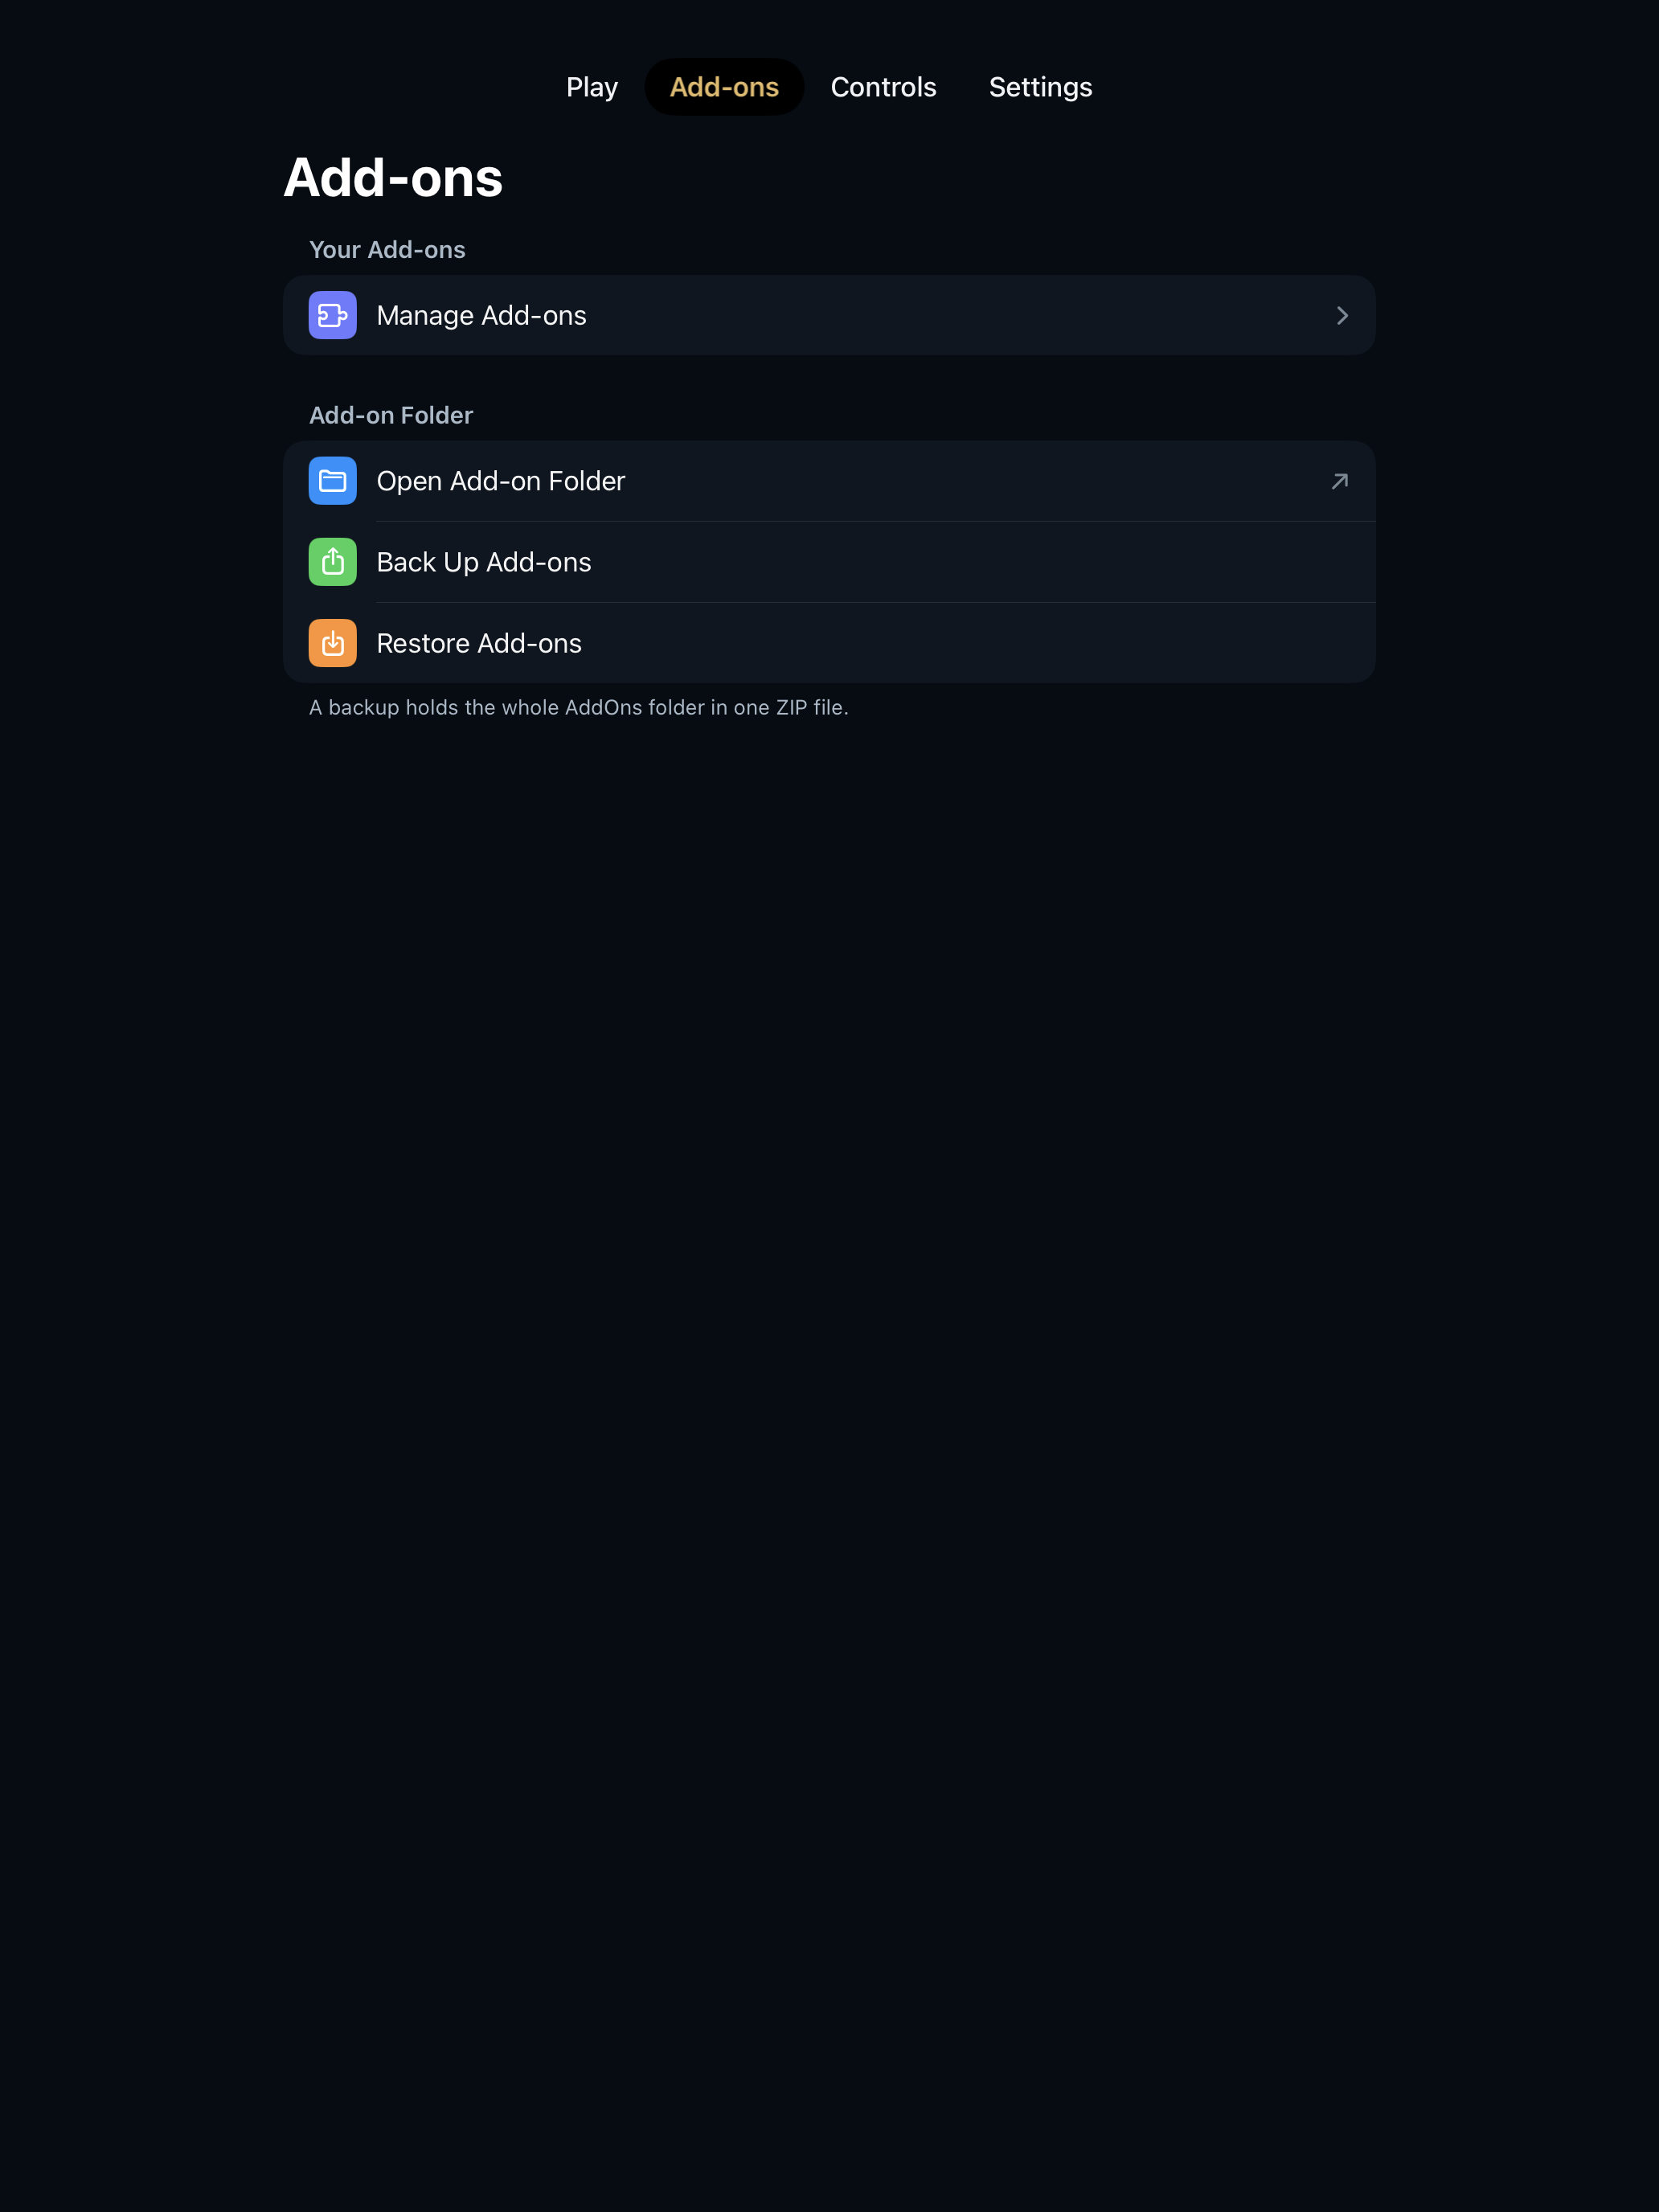 Play
Add-ons
Controls
Settings
Add-ons
Your Add-ons
Manage Add-ons
Add-on Folder
Open Add-on Folder
Back Up Add-ons
Restore Add-ons
A backup holds the whole AddOns folder in one ZIP file.